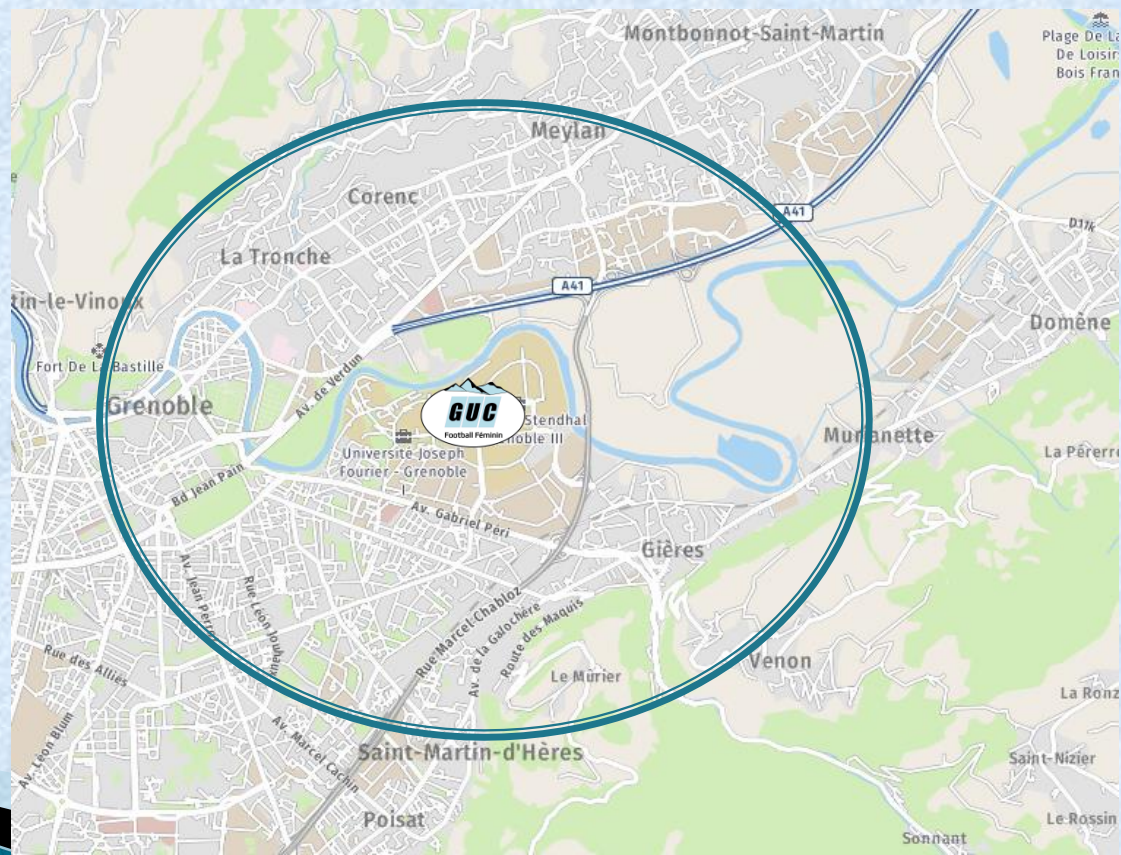 Montbonnot-Saint-Martin
Plage De La
De Loisir
Bois Fran
Meylan
Corenc
A41
D11k
La Tronche
A41
tin-le-Vinoux
Domène
Fort De La Bastille
Av. de Verdun
Grenoble
GUC
Football Féminin
Stendhal
noble III
Murianette
Université Joseph
Fourier - Grenoble
I
La Pérerre
Bd Jean Pain
Av. Gabriel Péri
Gières
Av. Jean Perrot
Rue Léon Jouhaux
Rue Marcel Chabloz
Av. de la Galochère
Route des Maquis
Rue des Alliés
Venon
Le Mûrier
La Ronz
Av. Léon Blum
Av. Marcel Cachin
Saint-Martin-d'Hères
Saint-Nizier
Poisat
Le Rossin
Sonnant